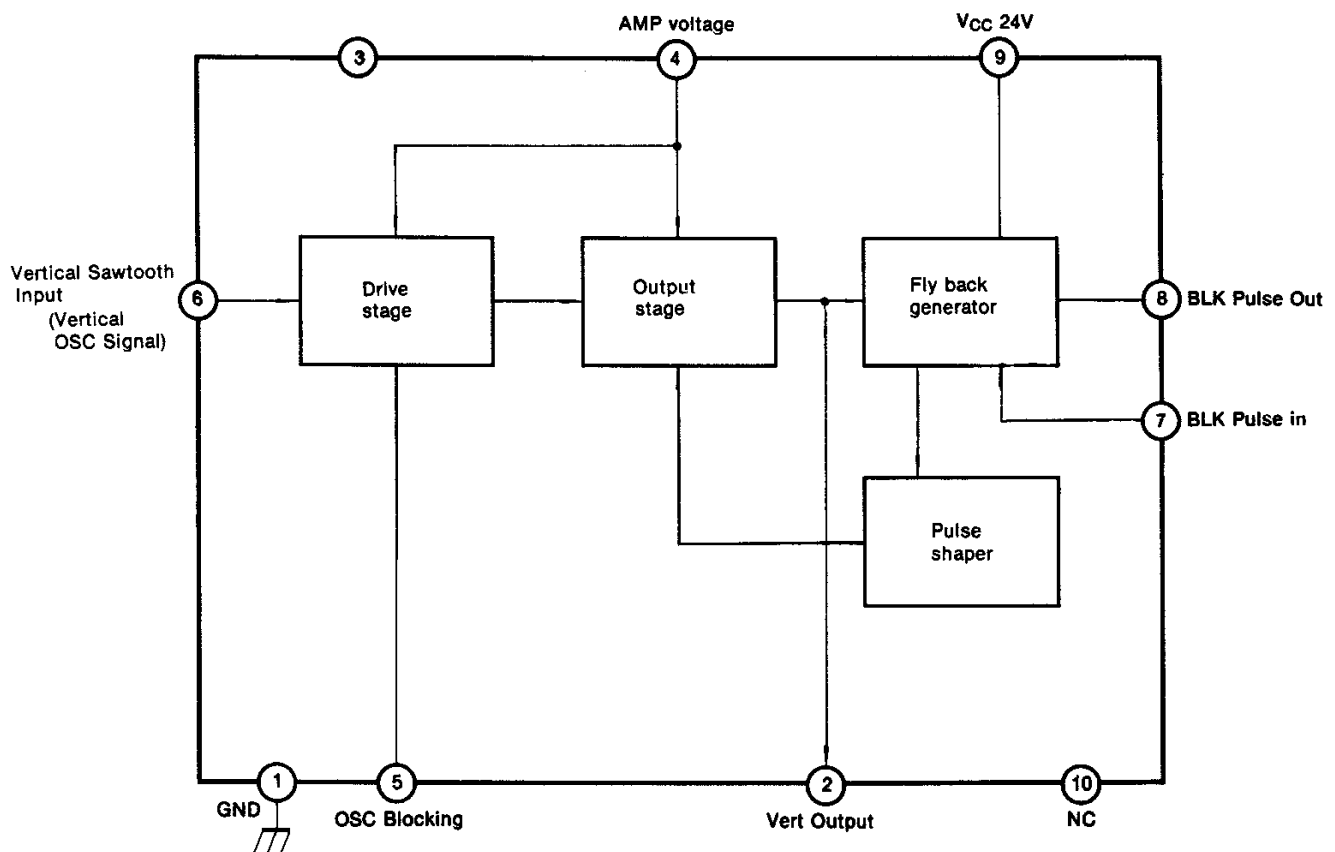 AMP voltage
VCC 24V
3
4
9
Vertical Sawtooth
Input
(Vertical
OSC Signal)
6
Drive
stage
Output
stage
Fly back
generator
8
BLK Pulse Out
7
BLK Pulse in
Pulse
shaper
1
5
2
10
GND
OSC Blocking
Vert Output
NC